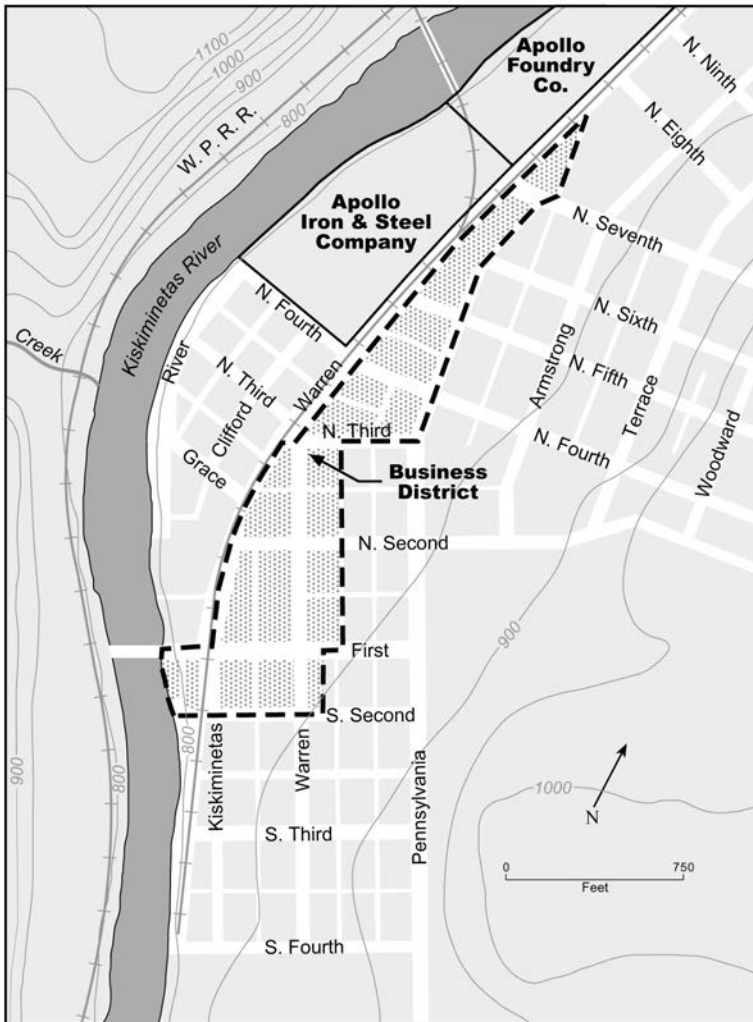 1100
1000
900
800
W. P. R. R.
Apollo
Foundry
Co.
N. Ninth
N. Eighth
Apollo
Iron & Steel
Company
N. Seventh
Kiskiminetas River
N. Fourth
N. Sixth
Creek
River
Warren
Armstrong
Terrace
N. Fifth
N. Third
Clifford
N. Third
N. Fourth
Woodward
Grace
Business
District
N. Second
900
First
S. Second
900
800
800
Kiskiminetas
Warren
Pennsylvania
1000
N
S. Third
0
750
Feet
S. Fourth